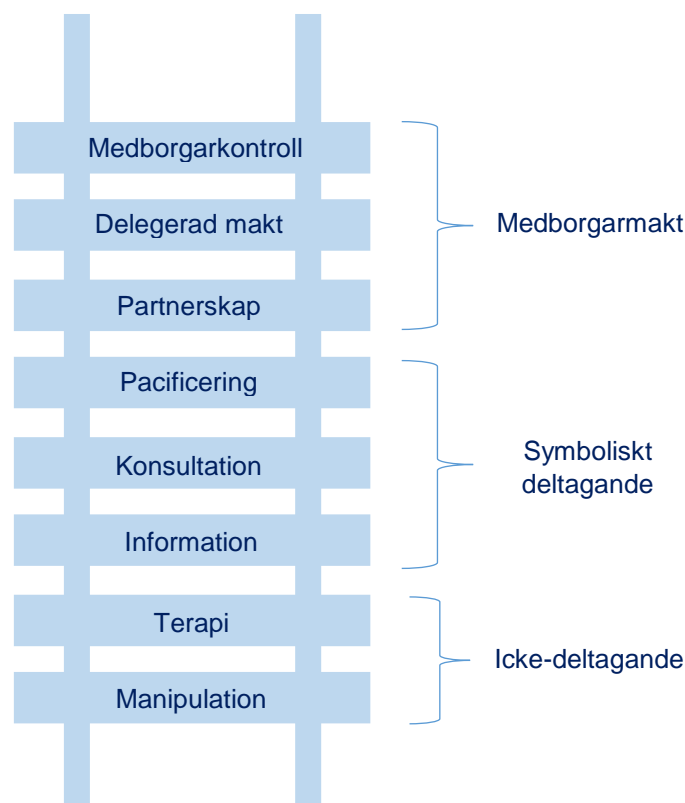 Medborgarkontroll
Delegerad makt
Partnerskap
Medborgarmakt
Pacificering
Konsultation
Information
Symboliskt
deltagande
Terapi
Manipulation
Icke-deltagande